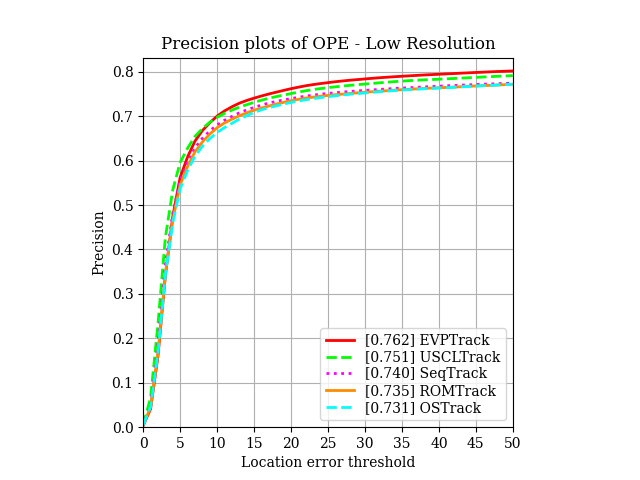 Precision plots of OPE - Low Resolution
0.8
0.7
0.6
0.5
0.4
0.3
0.2
0.1
0.0
Precision
[0.762] EVPTrack
[0.751] USCLTrack
[0.740] SeqTrack
[0.735] ROMTrack
[0.731] OSTrack
0 5 10 15 20 25 30 35 40 45 50
Location error threshold